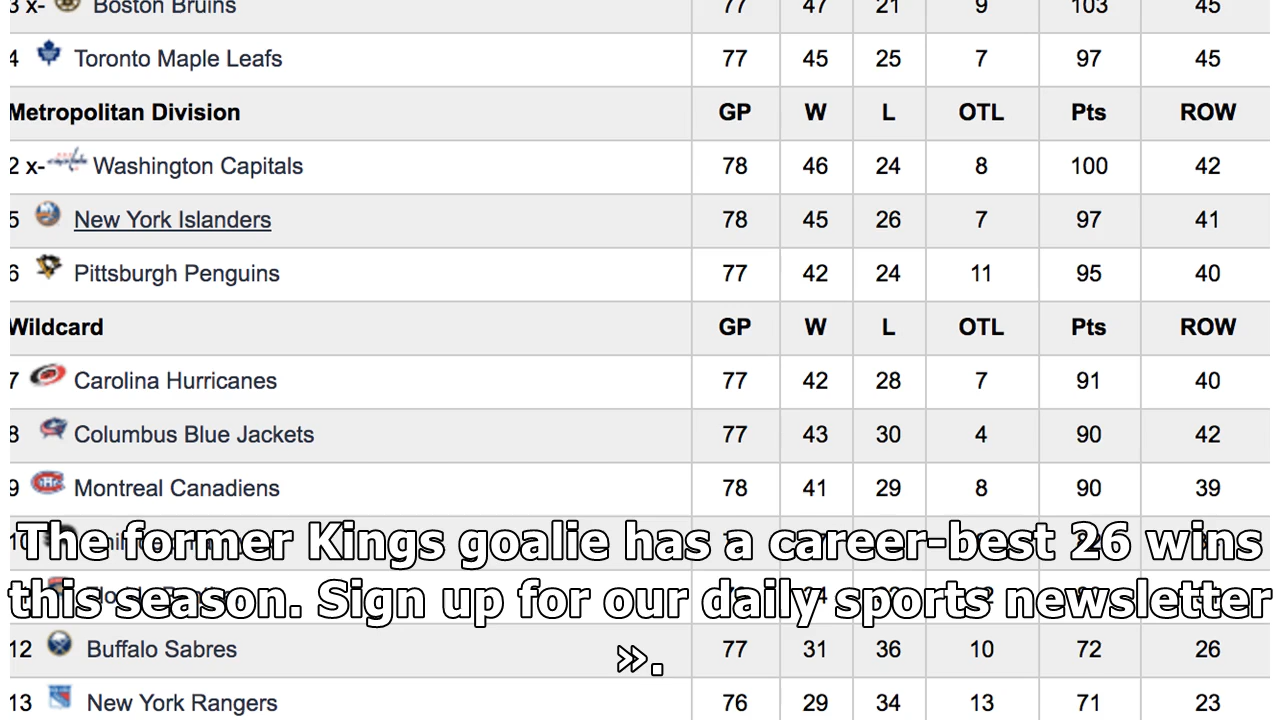 3 x- Boston Bruins 77 47 21 9 103 45
4 Toronto Maple Leafs 77 45 25 7 97 45
Metropolitan Division GP W L OTL Pts ROW
2 x- Washington Capitals 78 46 24 8 100 42
5 New York Islanders 78 45 26 7 97 41
6 Pittsburgh Penguins 77 42 24 11 95 40
Wildcard GP W L OTL Pts ROW
7 Carolina Hurricanes 77 42 28 7 91 40
8 Columbus Blue Jackets 77 43 30 4 90 42
9 Montreal Canadiens 78 41 29 8 90 39
The former Kings goalie has a career-best 26 wins
this season. Sign up for our daily sports newsletter
».
12 Buffalo Sabres 77 31 36 10 72 26
13 New York Rangers 76 29 34 13 71 23